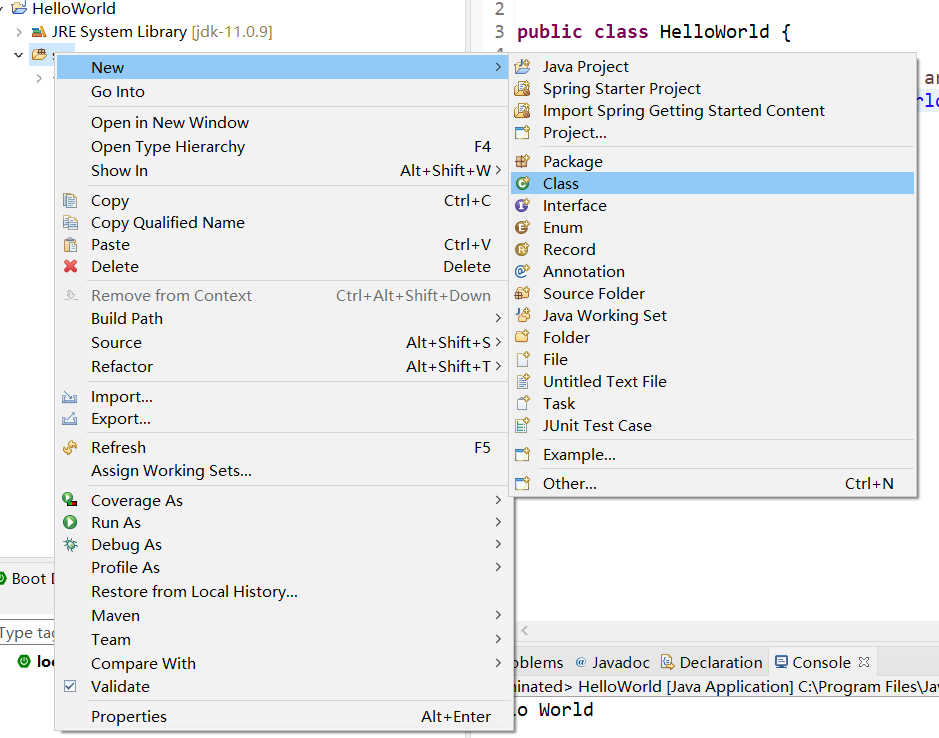 HelloWorld
JRE System Library [jdk-11.0.9]
2
3 public class HelloWorld {
New
Go Into
Open in New Window
Open Type Hierarchy F4
Show In Alt+Shift+W
Copy Ctrl+C
Copy Qualified Name
Paste Ctrl+V
Delete Delete
Remove from Context Ctrl+Alt+Shift+Down
Build Path
Source Alt+Shift+S
Refactor Alt+Shift+T
Import...
Export...
Refresh F5
Assign Working Sets...
Coverage As
Run As
Debug As
Profile As
Restore from Local History...
Maven
Team
Compare With
Validate
Properties Alt+Enter
Java Project
Spring Starter Project
Import Spring Getting Started Content
Project...
Package
Class
Interface
Enum
Record
Annotation
Source Folder
Java Working Set
Folder
File
Untitled Text File
Task
JUnit Test Case
Example...
Other... Ctrl+N
Boot
Type
Javadoc Declaration Console
HelloWorld [Java Application] C:\Program Files\Ja
World